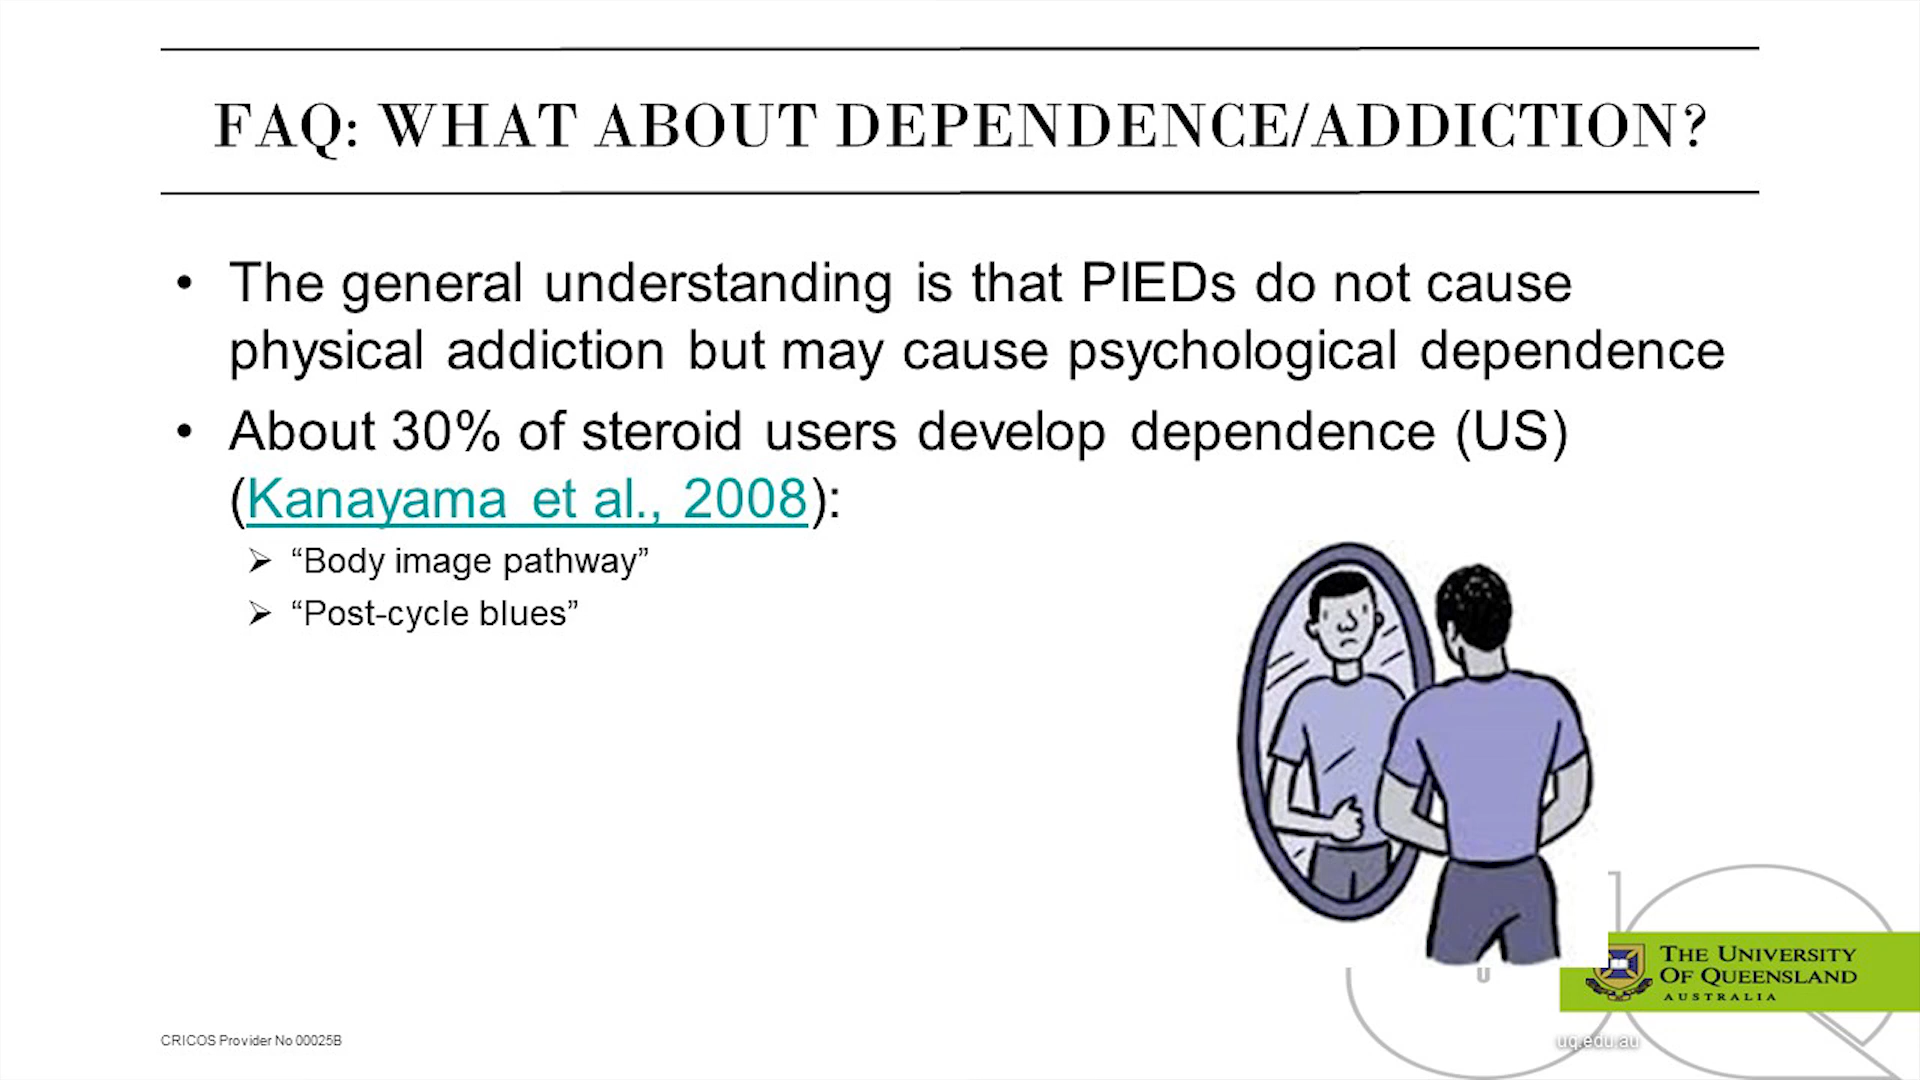 FAQ: WHAT ABOUT DEPENDENCE/ADDICTION?
• The general understanding is that PIEDs do not cause
physical addiction but may cause psychological dependence
• About 30% of steroid users develop dependence (US)
(Kanayama et al., 2008):
➢ “Body image pathway”
➢ “Post-cycle blues”
U
THE UNIVERSITY
OF QUEENSLAND
AUSTRALIA
CRICOS Provider No 00025B
uq.edu.au